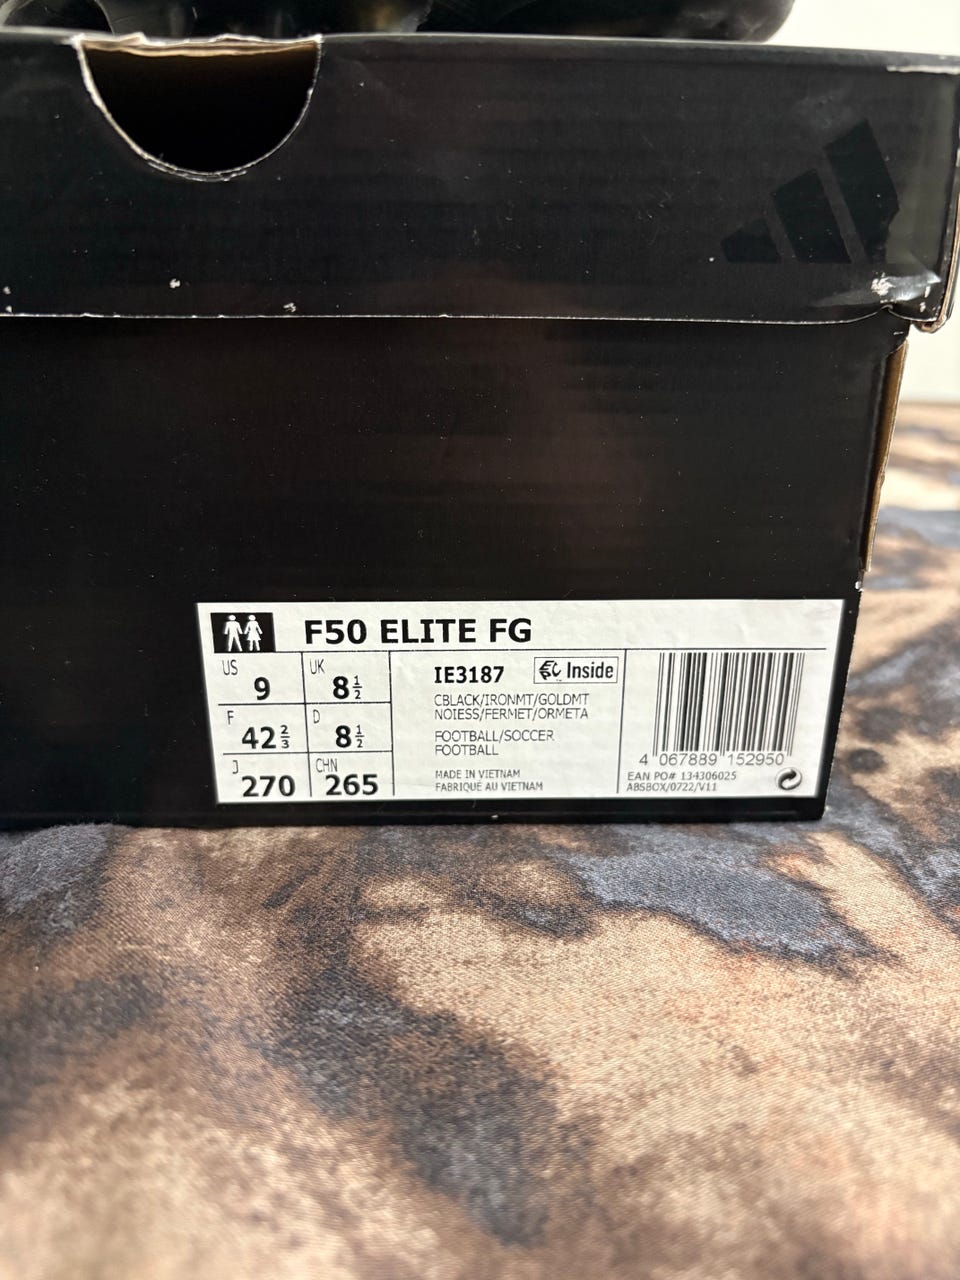 F50 ELITE FG
US 9
UK 8½
F 42⅔
D 8½
J 270
CHN 265
IE3187
Inside
CBLACK/IRONMT/GOLDMT
NOIESS/FERMET/ORMETA
FOOTBALL/SOCCER
FOOTBALL
MADE IN VIETNAM
FABRIQUÉ AU VIETNAM
4 067889 152950
EAN PO# 134306025
ABSBOX/0722/V11